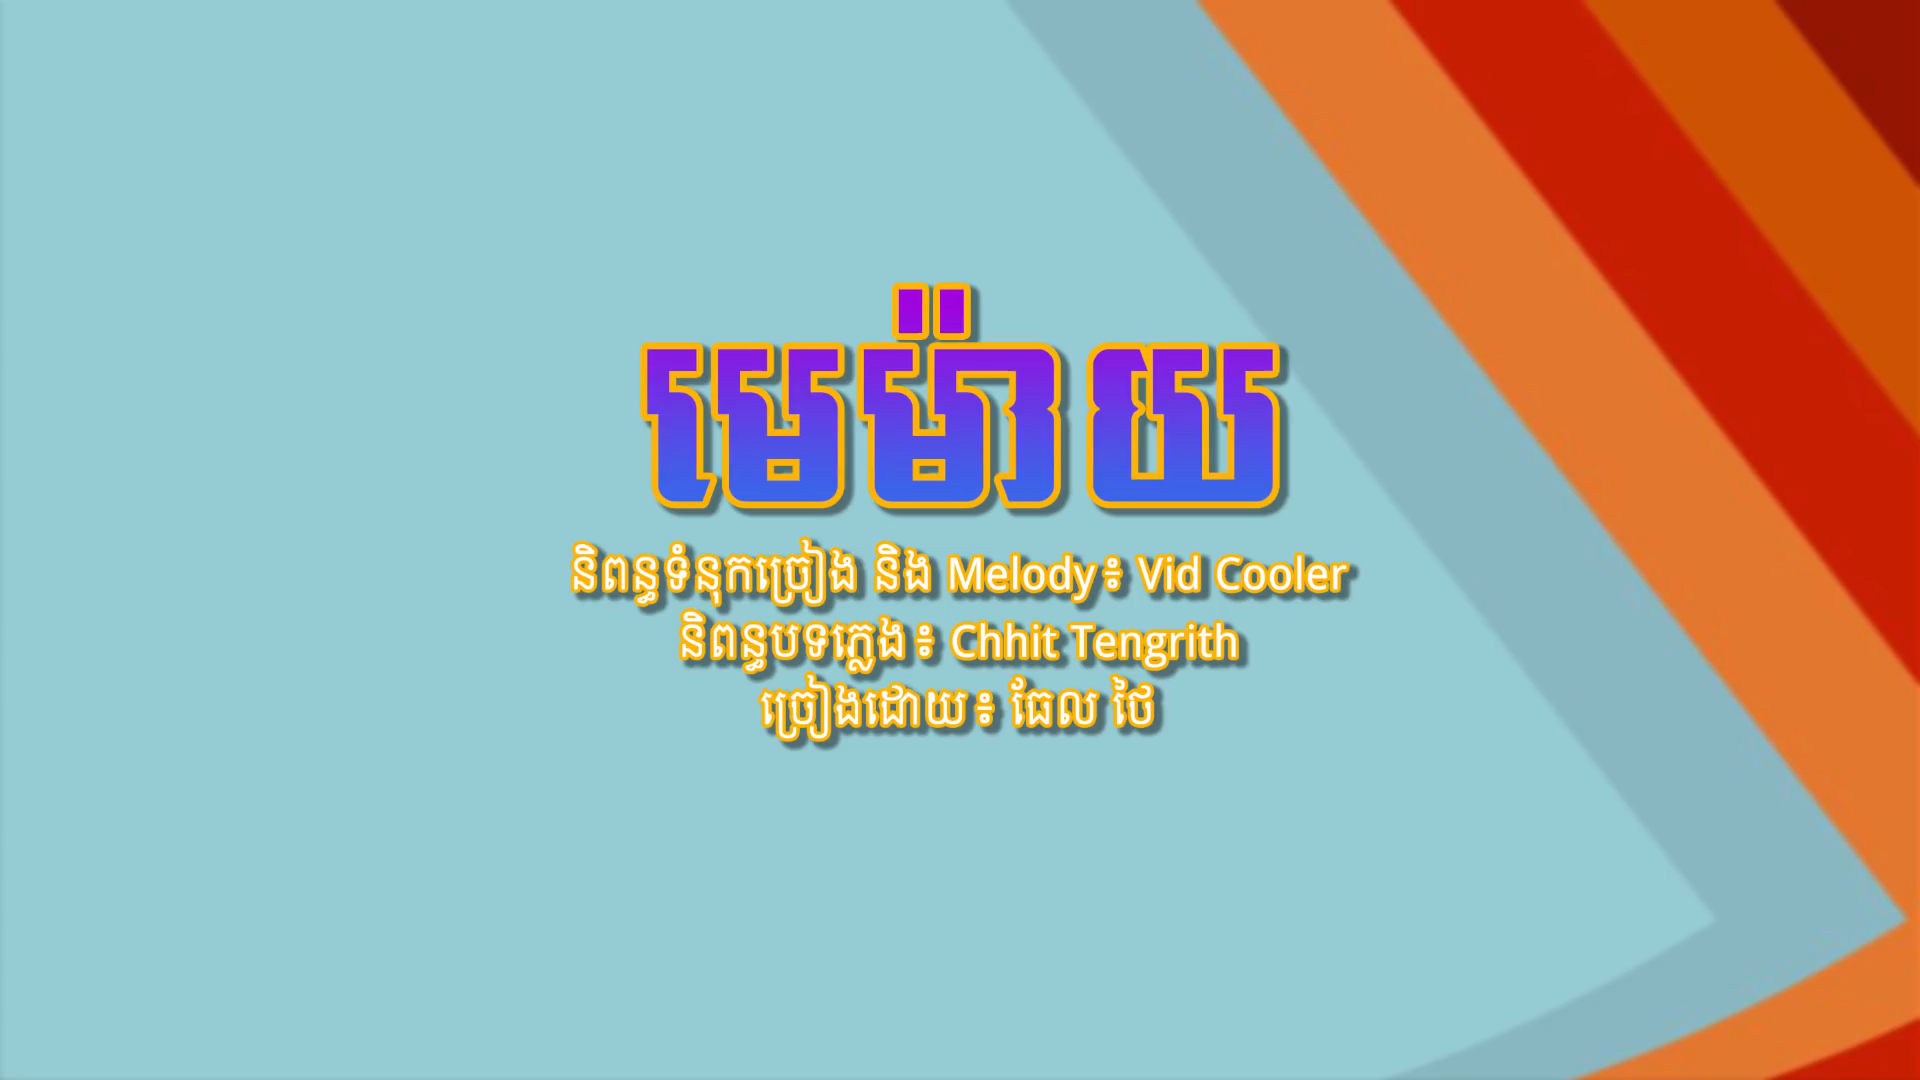 មេម៉ាយ
និពន្ធទំនុកច្រៀង និង Melody៖ Vid Cooler
និពន្ធបទភ្លេង៖ Chhit Tengrith
ច្រៀងដោយ៖ ធែល ថៃ